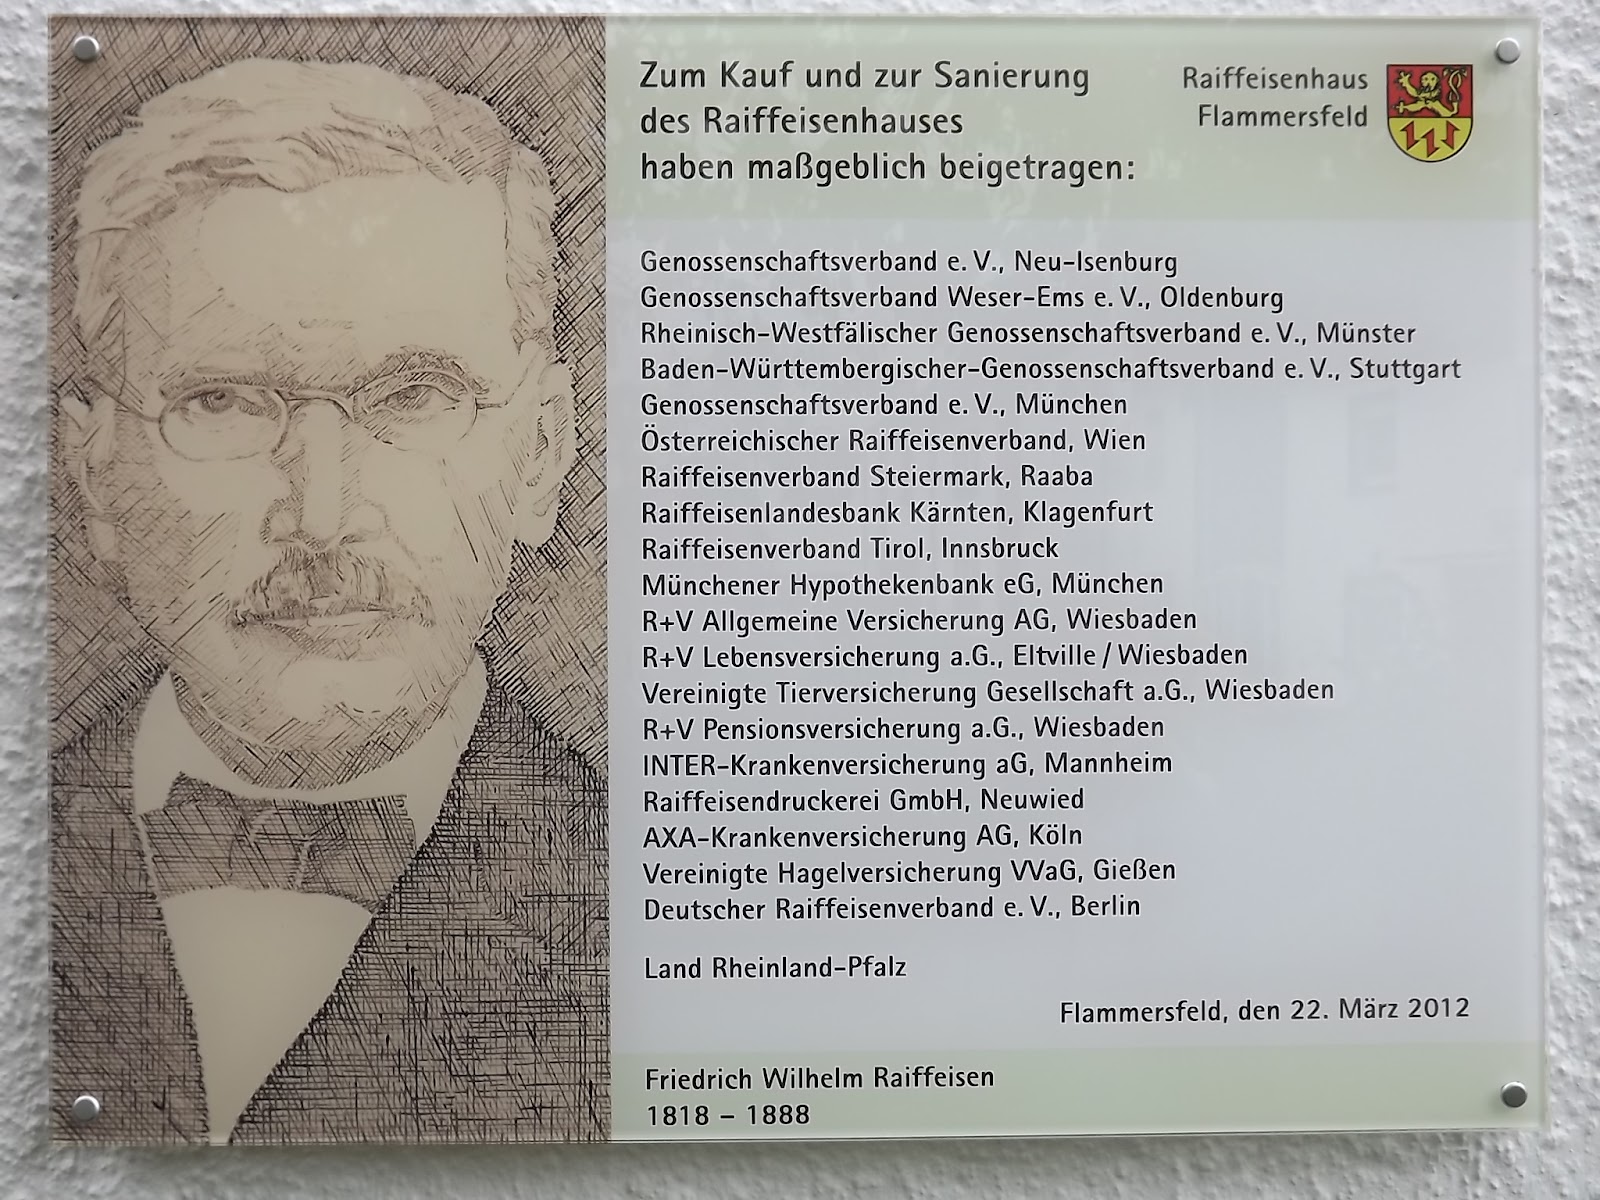 Zum Kauf und zur Sanierung
des Raiffeisenhauses
haben maßgeblich beigetragen:
Raiffeisenhaus
Flammersfeld
Genossenschaftsverband e. V., Neu-Isenburg
Genossenschaftsverband Weser-Ems e. V., Oldenburg
Rheinisch-Westfälischer Genossenschaftsverband e. V., Münster
Baden-Württembergischer-Genossenschaftsverband e. V., Stuttgart
Genossenschaftsverband e. V., München
Österreichischer Raiffeisenverband, Wien
Raiffeisenverband Steiermark, Raaba
Raiffeisenlandesbank Kärnten, Klagenfurt
Raiffeisenverband Tirol, Innsbruck
Münchener Hypothekenbank eG, München
R+V Allgemeine Versicherung AG, Wiesbaden
R+V Lebensversicherung a.G., Eltville / Wiesbaden
Vereinigte Tierversicherung Gesellschaft a.G., Wiesbaden
R+V Pensionsversicherung a.G., Wiesbaden
INTER-Krankenversicherung aG, Mannheim
Raiffeisendruckerei GmbH, Neuwied
AXA-Krankenversicherung AG, Köln
Vereinigte Hagelversicherung VVaG, Gießen
Deutscher Raiffeisenverband e. V., Berlin
Land Rheinland-Pfalz
Flammersfeld, den 22. März 2012
Friedrich Wilhelm Raiffeisen
1818 – 1888